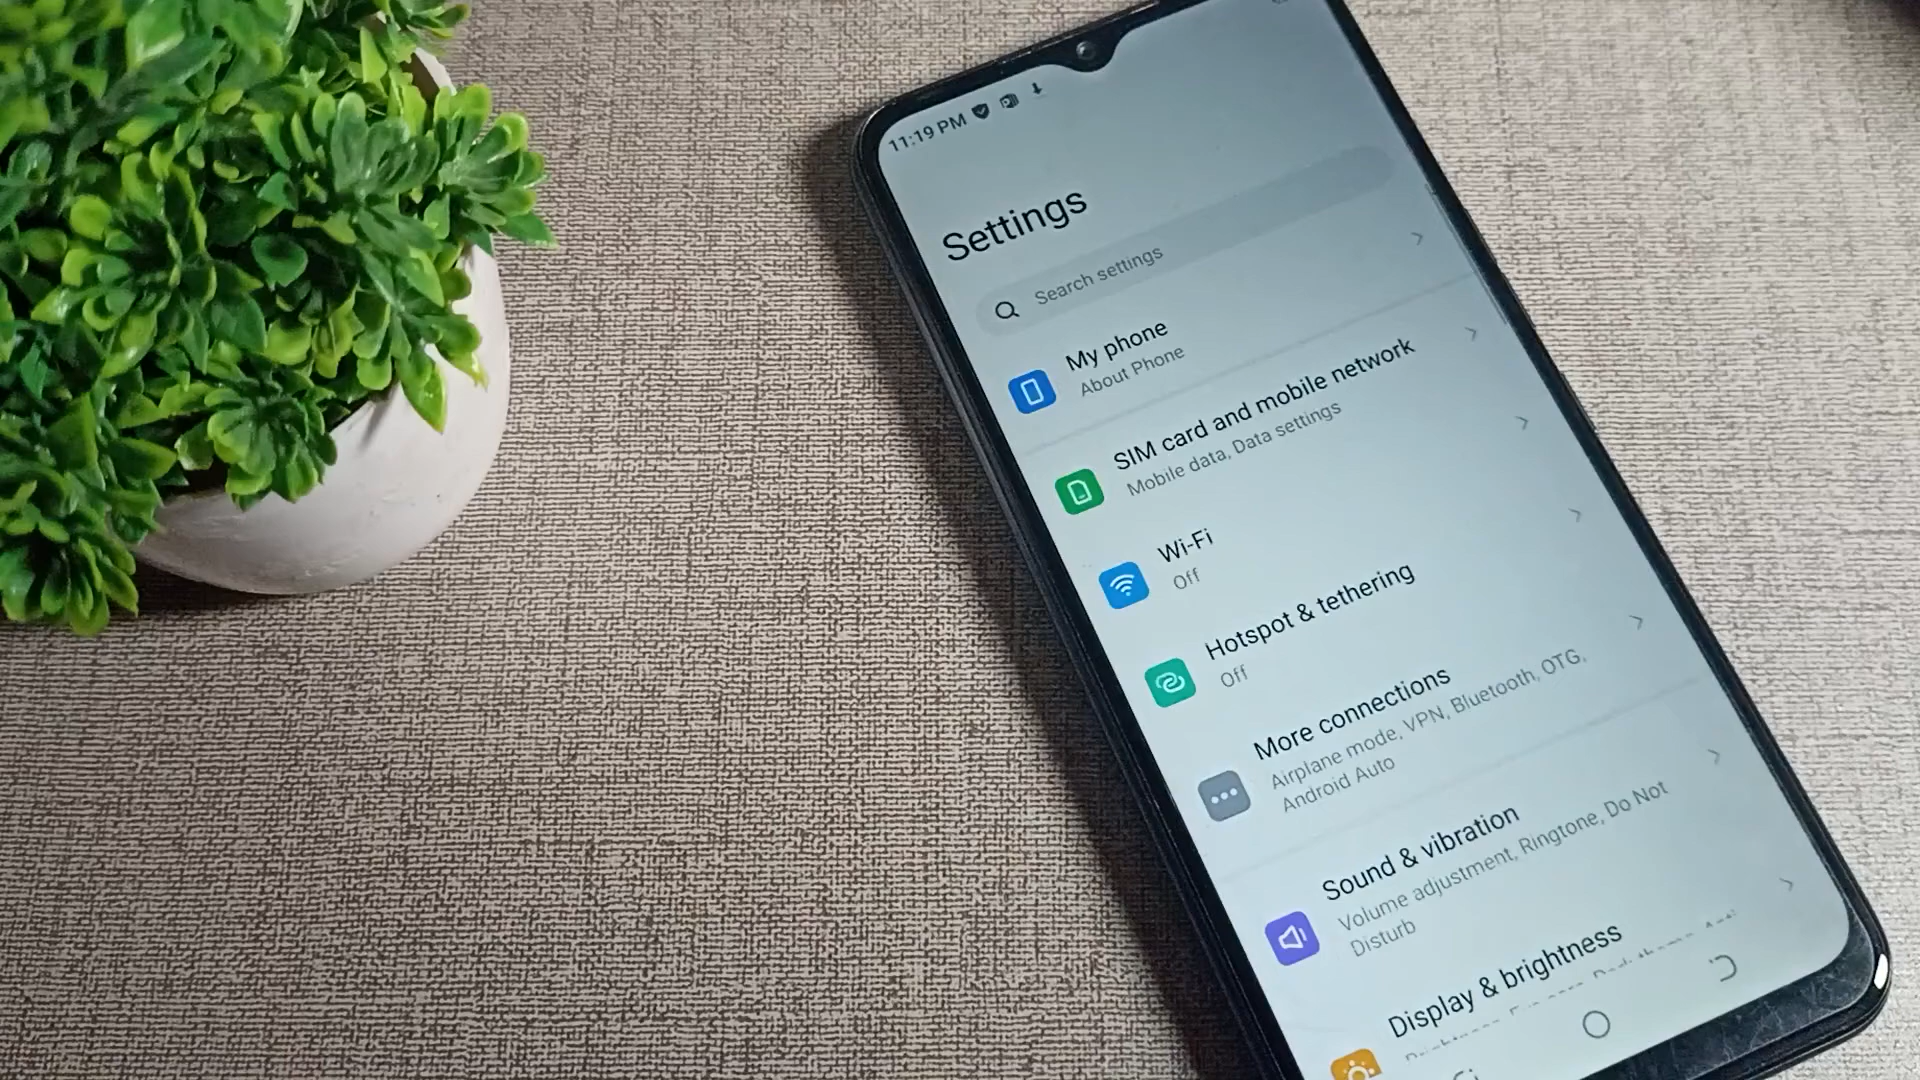 11:19 PM
Settings
Search settings
My phone
About Phone
SIM card and mobile network
Mobile data, Data settings
Wi-Fi
Off
Hotspot & tethering
Off
More connections
Airplane mode, VPN, Bluetooth, OTG,
Android Auto
Sound & vibration
Volume adjustment, Ringtone, Do Not
Disturb
Display & brightness